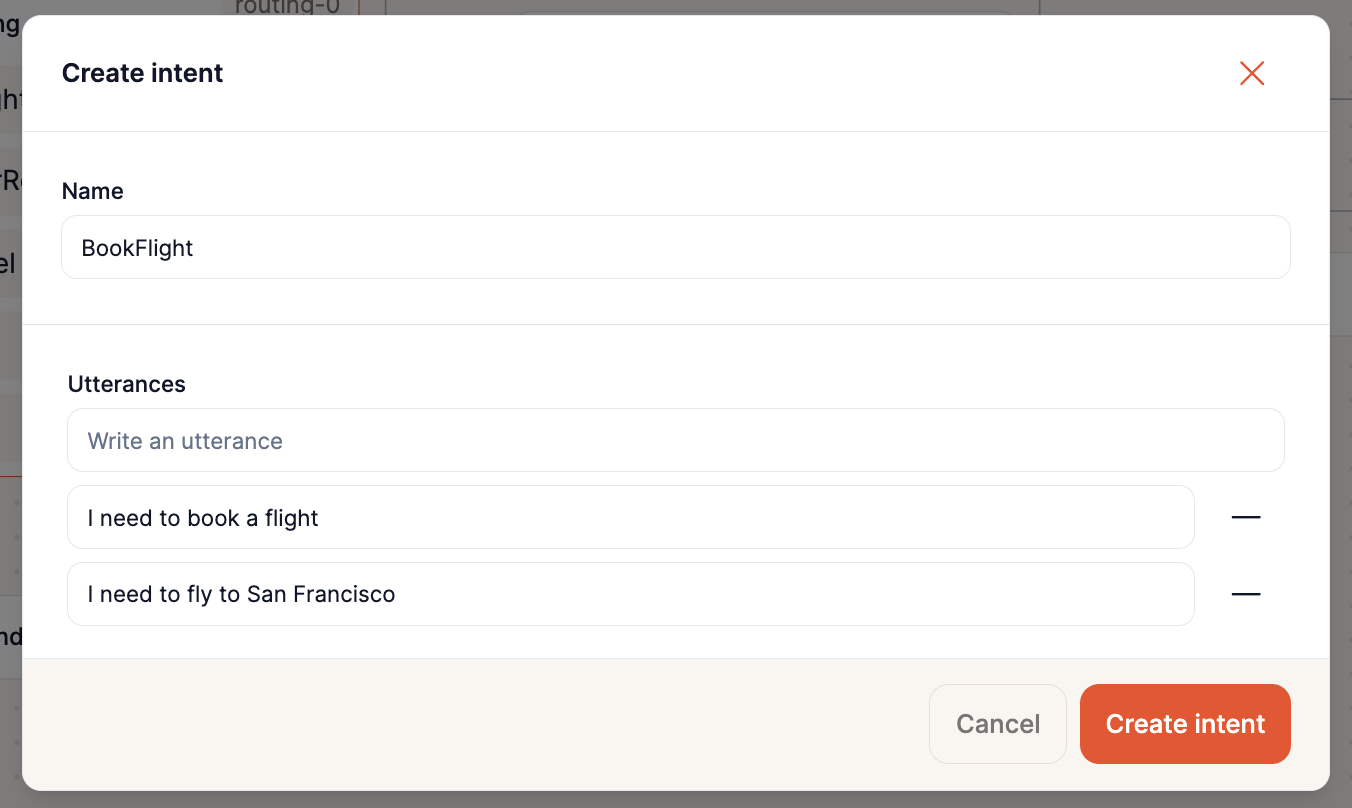 routing-0
Create intent
Name
BookFlight
Utterances
Write an utterance
I need to book a flight
I need to fly to San Francisco
Cancel
Create intent